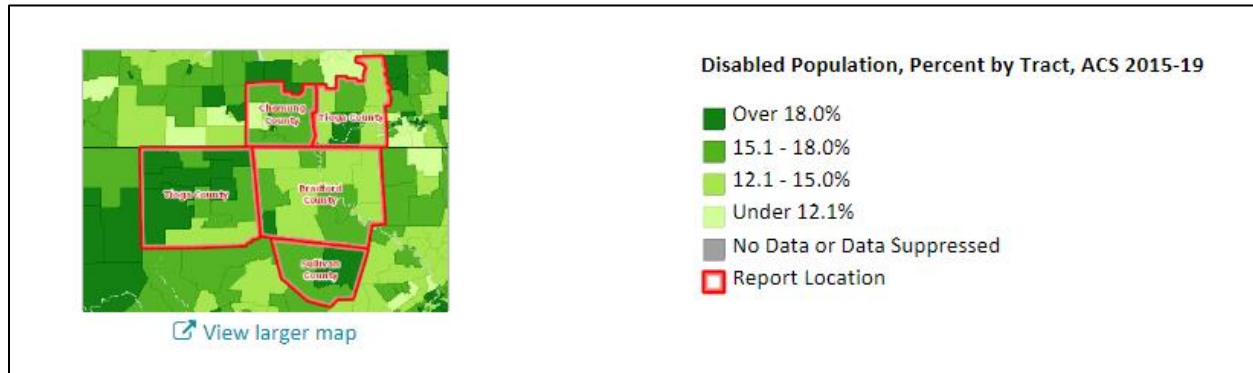 Chemung
County
Tioga County
Tioga County
Bradford
County
Sullivan
County
View larger map
Disabled Population, Percent by Tract, ACS 2015-19
Over 18.0%
15.1 - 18.0%
12.1 - 15.0%
Under 12.1%
No Data or Data Suppressed
Report Location